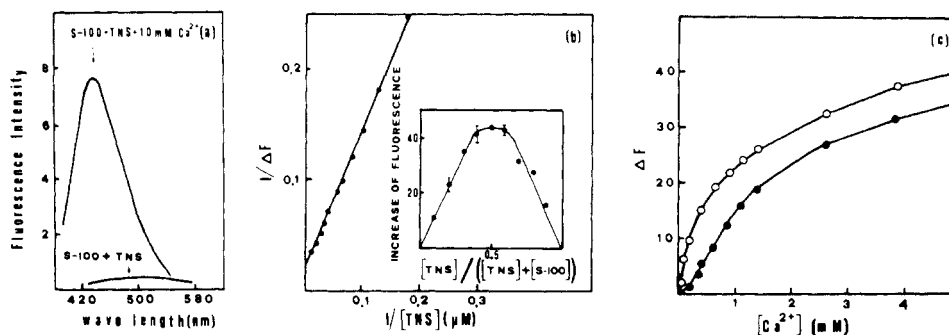 S-100+TNS+10mM Ca²⁺(a)
8
6
4
2
Fluorescence Intensity
S-100+TNS
420 500 580
wave length(nm)
(b)
0,2
0,1
1/ΔF
0,1 0,2 0,3
1/[TNS](μM)
INCREASE OF FLUORESCENCE
40
20
0.5
[TNS]/([TNS]+[S-100])
(c)
40
30
20
10
0
ΔF
0 1 2 3 4
[Ca²⁺](mM)